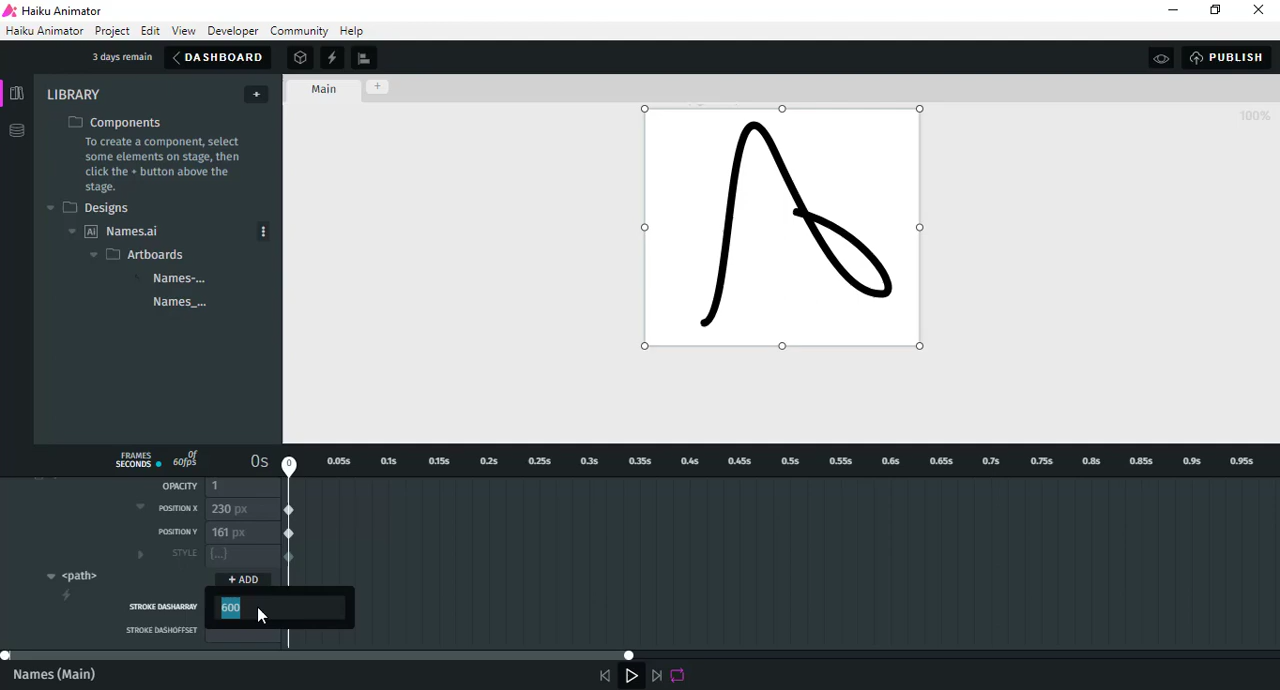 Haiku Animator
Haiku Animator Project Edit View Developer Community Help
3 days remain DASHBOARD PUBLISH
LIBRARY +
Main +
100%
Components
To create a component, select
some elements on stage, then
click the + button above the
stage.
Designs
Ai Names.ai
Artboards
Names-...
Names_...
FRAMES
SECONDS
0f
60fps
0s
0 0.05s 0.1s 0.15s 0.2s 0.25s 0.3s 0.35s 0.4s 0.45s 0.5s 0.55s 0.6s 0.65s 0.7s 0.75s 0.8s 0.85s 0.9s 0.95s
OPACITY 1
POSITION X 230 px
POSITION Y 161 px
STYLE {...}
<path> + ADD
STROKE DASHARRAY 600
STROKE DASHOFFSET
Names (Main)